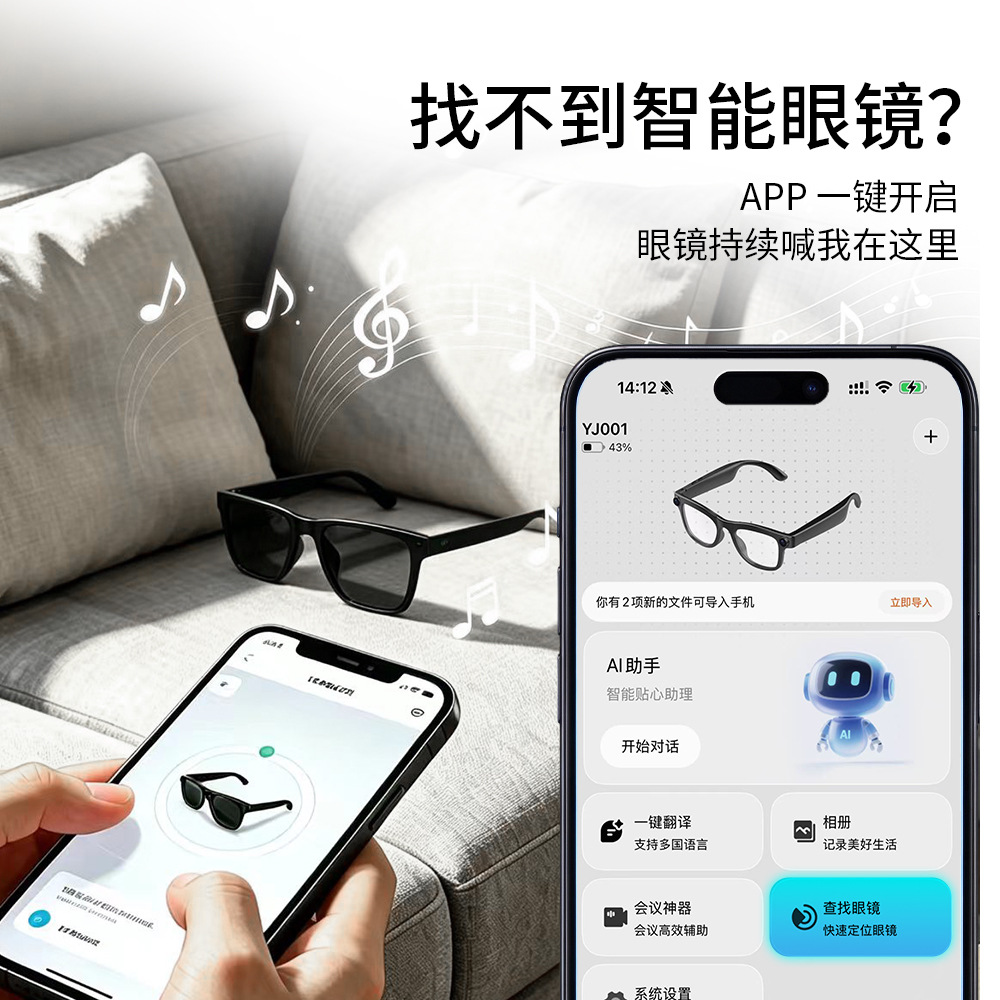 找不到智能眼镜？
APP 一键开启
眼镜持续喊我在这里
14:12
YJ001
43%
你有2项新的文件可导入手机
立即导入
AI助手
智能贴心助理
开始对话
AI
一键翻译
支持多国语言
相册
记录美好生活
会议神器
会议高效辅助
查找眼镜
快速定位眼镜
系统设置